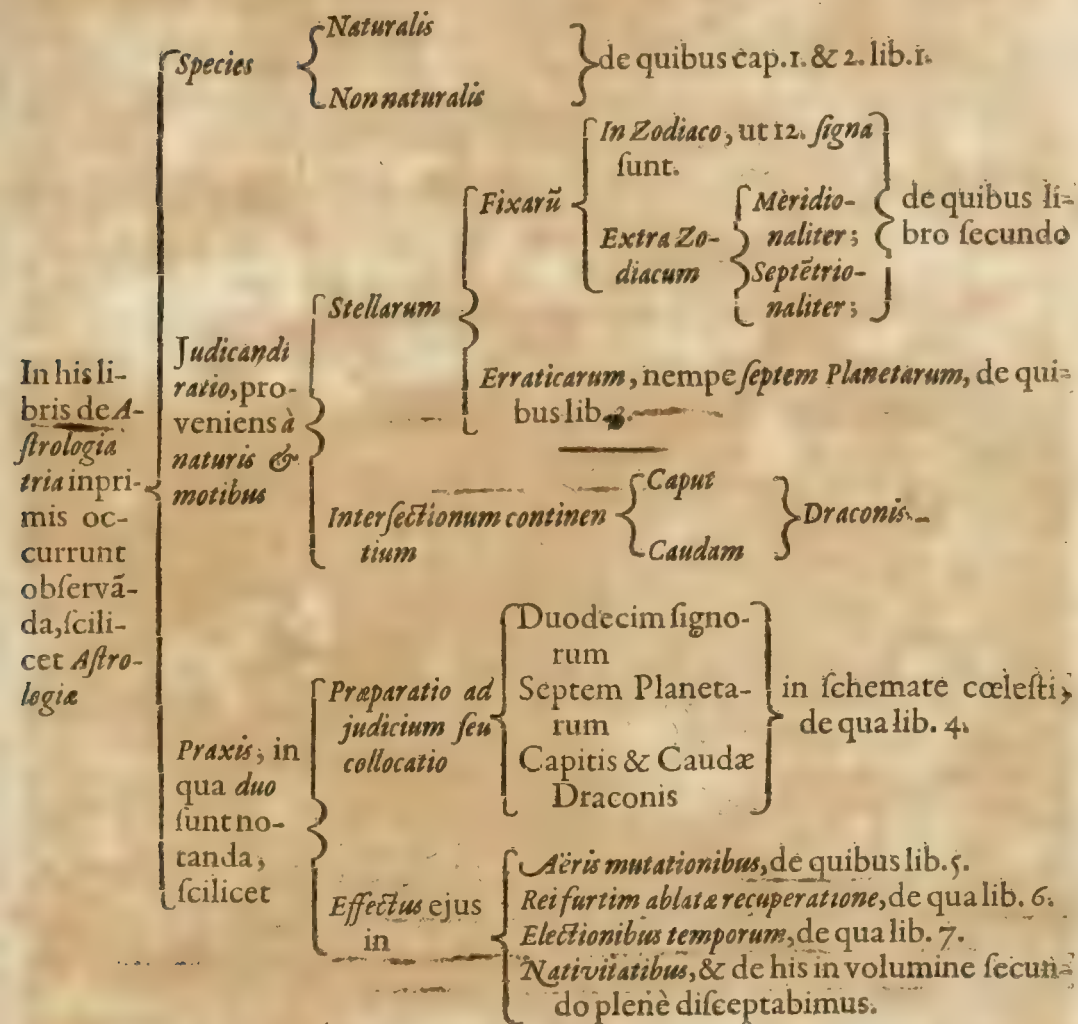 In his li-
bris de A-
ſtrologia
tria inpri-
mis oc-
currunt
obſervã-
da, ſcili-
cet Aſtro-
logiæ
Species
Naturalis
Non naturalis
de quibus cap. 1. & 2. lib. 1.
Judicandi
ratio, pro-
veniens à
naturis &
motibus
Stellarum
Fixarũ
In Zodiaco, ut 12. ſigna
ſunt.
Extra Zo-
diacum
Meridio-
naliter;
Septẽtrio-
naliter;
de quibus li-
bro ſecundo
Erraticarum, nempe ſeptem Planetarum, de qui-
bus lib. 3.
Interſectionum continen
tium
Caput
Caudam
Draconis.
Praxis, in
qua duo
ſunt no-
tanda,
ſcilicet
Præparatio ad
judicium ſeu
collocatio
Duodecim ſigno-
rum
Septem Planeta-
rum
Capitis & Caudæ
Draconis
in ſchemate cœleſti,
de qua lib. 4.
Effectus ejus
in
Aëris mutationibus, de quibus lib. 5.
Rei furtim ablatæ recuperatione, de qua lib. 6.
Electionibus temporum, de qua lib. 7.
Nativitatibus, & de his in volumine ſecun-
do plenè diſceptabimus.